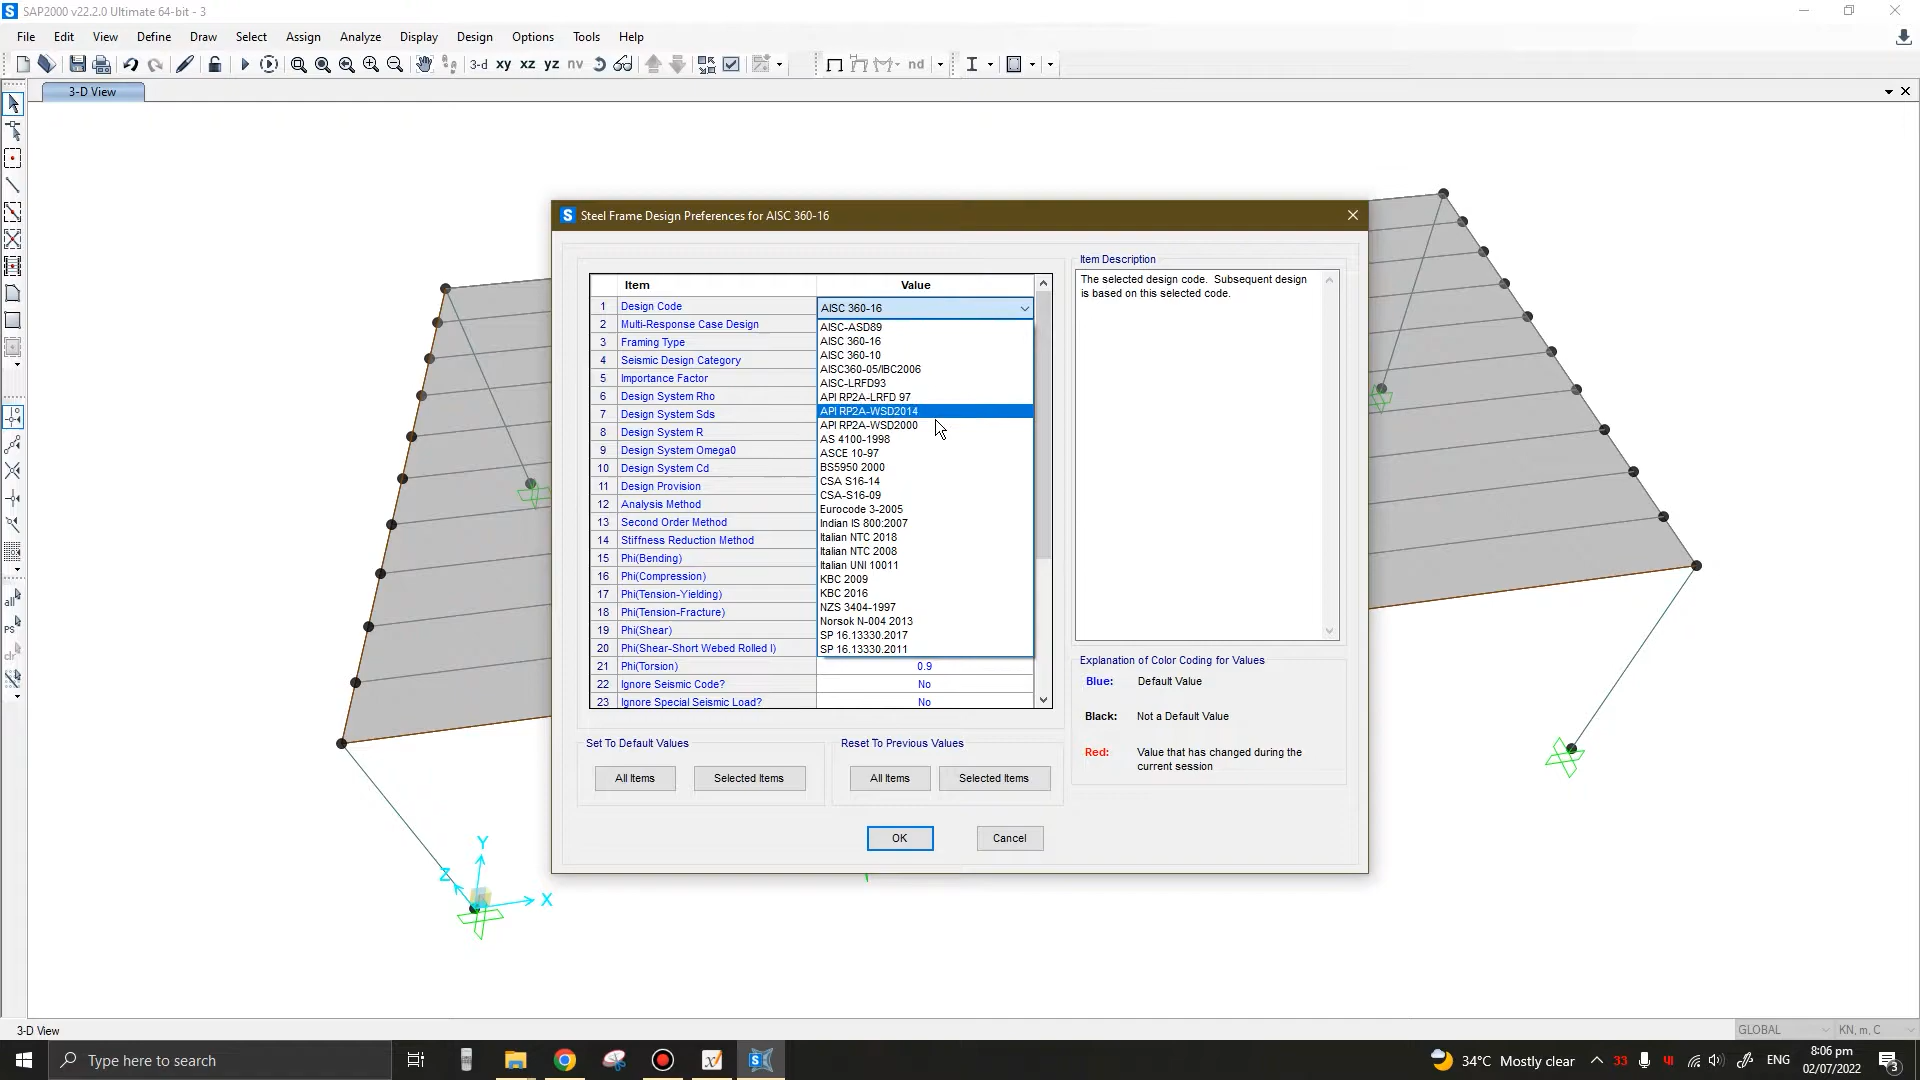 SAP2000 v22.2.0 Ultimate 64-bit - 3
File Edit View Define Draw Select Assign Analyze Display Design Options Tools Help
3-d xy xz yz nv nd
3-D View
Steel Frame Design Preferences for AISC 360-16
Item Value
1 Design Code AISC 360-16
2 Multi-Response Case Design
3 Framing Type
4 Seismic Design Category
5 Importance Factor
6 Design System Rho
7 Design System Sds
8 Design System R
9 Design System Omega0
10 Design System Cd
11 Design Provision
12 Analysis Method
13 Second Order Method
14 Stiffness Reduction Method
15 Phi(Bending)
16 Phi(Compression)
17 Phi(Tension-Yielding)
18 Phi(Tension-Fracture)
19 Phi(Shear)
20 Phi(Shear-Short Webed Rolled I)
21 Phi(Torsion) 0.9
22 Ignore Seismic Code? No
23 Ignore Special Seismic Load? No
AISC-ASD89
AISC 360-16
AISC 360-10
AISC360-05/IBC2006
AISC-LRFD93
API RP2A-LRFD 97
API RP2A-WSD2014
API RP2A-WSD2000
AS 4100-1998
ASCE 10-97
BS5950 2000
CSA S16-14
CSA-S16-09
Eurocode 3-2005
Indian IS 800:2007
Italian NTC 2018
Italian NTC 2008
Italian UNI 10011
KBC 2009
KBC 2016
NZS 3404-1997
Norsok N-004 2013
SP 16.13330.2017
SP 16.13330.2011
Item Description
The selected design code. Subsequent design
is based on this selected code.
Explanation of Color Coding for Values
Blue: Default Value
Black: Not a Default Value
Red: Value that has changed during the
current session
Set To Default Values
All Items Selected Items
Reset To Previous Values
All Items Selected Items
OK Cancel
all
PS
clr
Y
Z
X
3-D View
GLOBAL KN, m, C
Type here to search
34°C Mostly clear
33
ENG
8:06 pm
02/07/2022
3